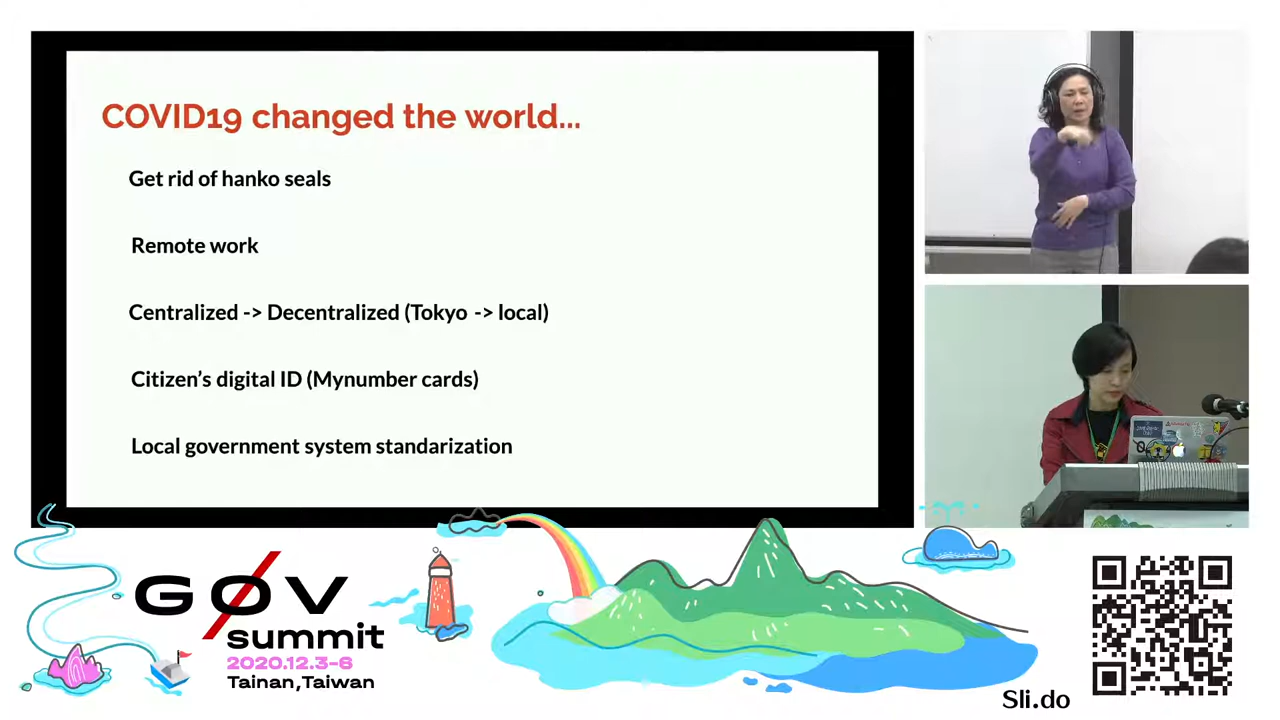 COVID19 changed the world...
Get rid of hanko seals
Remote work
Centralized -> Decentralized (Tokyo -> local)
Citizen's digital ID (Mynumber cards)
Local government system standarization
GØV
summit
2020.12.3-6
Tainan,Taiwan
Sli.do